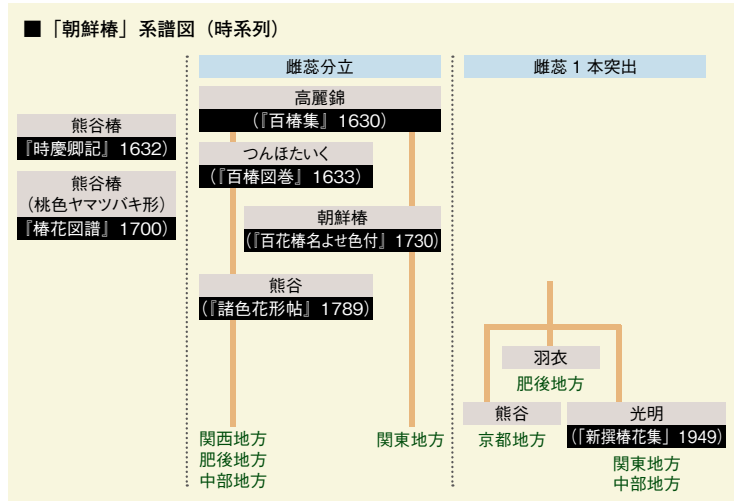 ■「朝鮮椿」系譜図（時系列）
雌蕊分立
雌蕊1本突出
高麗錦
（『百椿集』1630）
熊谷椿
『時慶卿記』1632）
つんほたいく
（『百椿図巻』1633）
熊谷椿
（桃色ヤマツバキ形）
『椿花図譜』1700）
朝鮮椿
（『百花椿名よせ色付』1730）
熊谷
（『諸色花形帖』1789）
羽衣
肥後地方
熊谷
京都地方
光明
（「新撰椿花集」1949）
関西地方
肥後地方
中部地方
関東地方
関東地方
中部地方